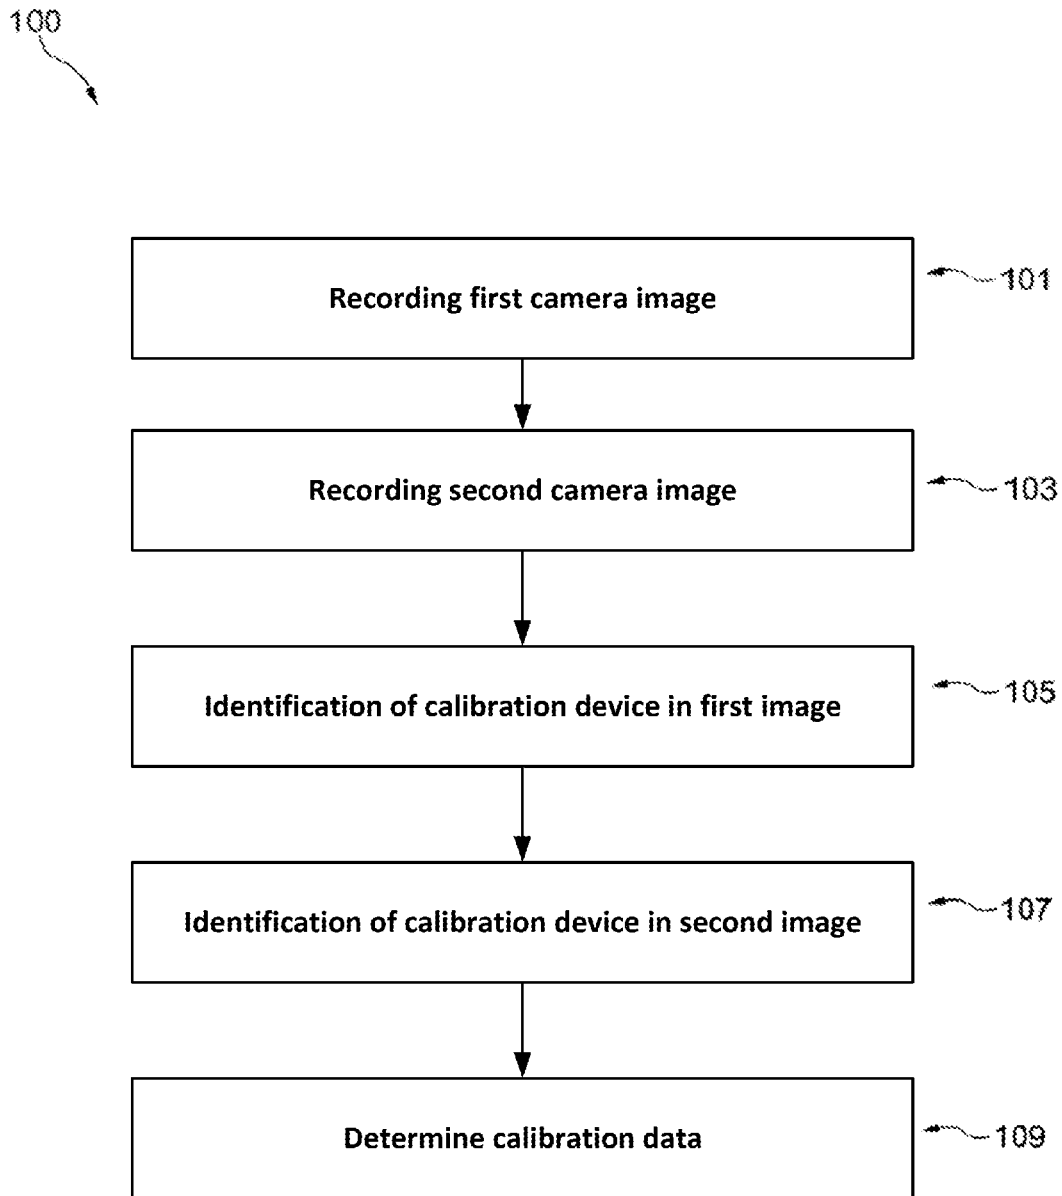 100
Recording first camera image
101
Recording second camera image
103
Identification of calibration device in first image
105
Identification of calibration device in second image
107
Determine calibration data
109